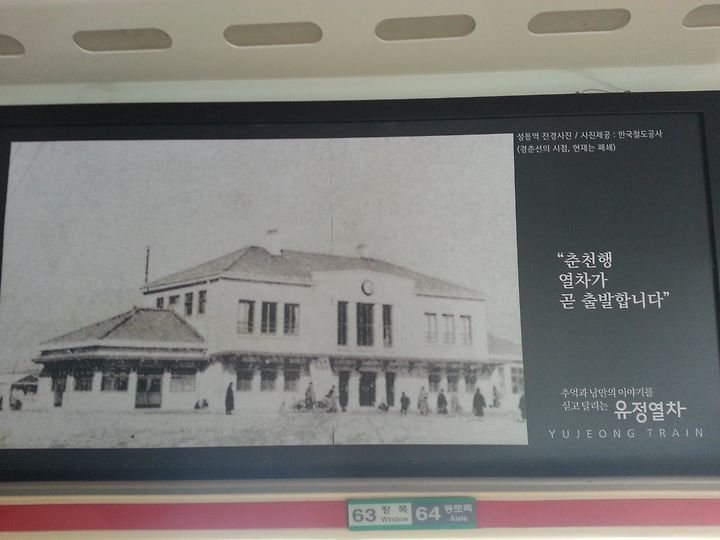 성동역 전경사진 / 사진제공 : 한국철도공사
(경춘선의 시점, 현재는 폐쇄)
“춘천행
열차가
곧 출발합니다”
추억과 낭만의 이야기를
싣고 달리는 유정열차
YUJEONG TRAIN
63 창 쪽 Window 64 통로쪽 Aisle